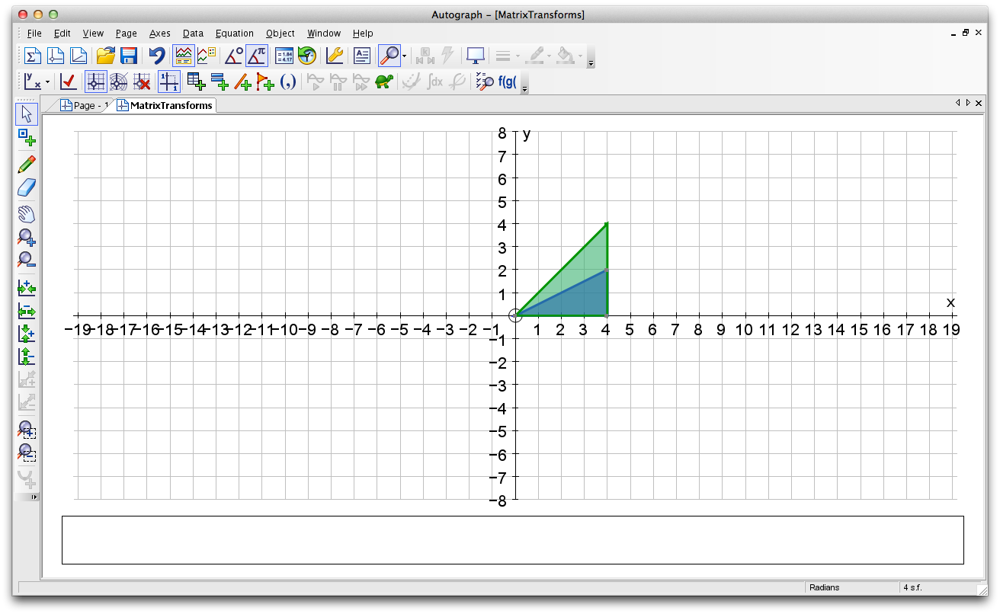 Autograph - [MatrixTransforms]
File Edit View Page Axes Data Equation Object Window Help
Page - 1 MatrixTransforms
8 y
7
6
5
4
3
2
1
x
−19 −18 −17 −16 −15 −14 −13 −12 −11 −10 −9 −8 −7 −6 −5 −4 −3 −2 −1 1 2 3 4 5 6 7 8 9 10 11 12 13 14 15 16 17 18 19
−1
−2
−3
−4
−5
−6
−7
−8
Radians 4 s.f.